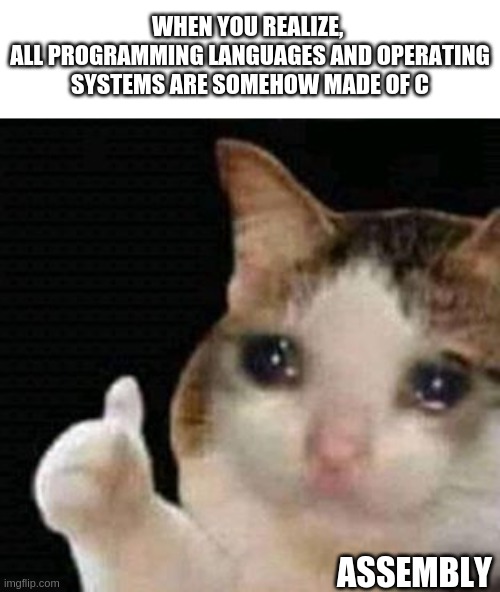 WHEN YOU REALIZE,
ALL PROGRAMMING LANGUAGES AND OPERATING
SYSTEMS ARE SOMEHOW MADE OF C
ASSEMBLY
imgflip.com